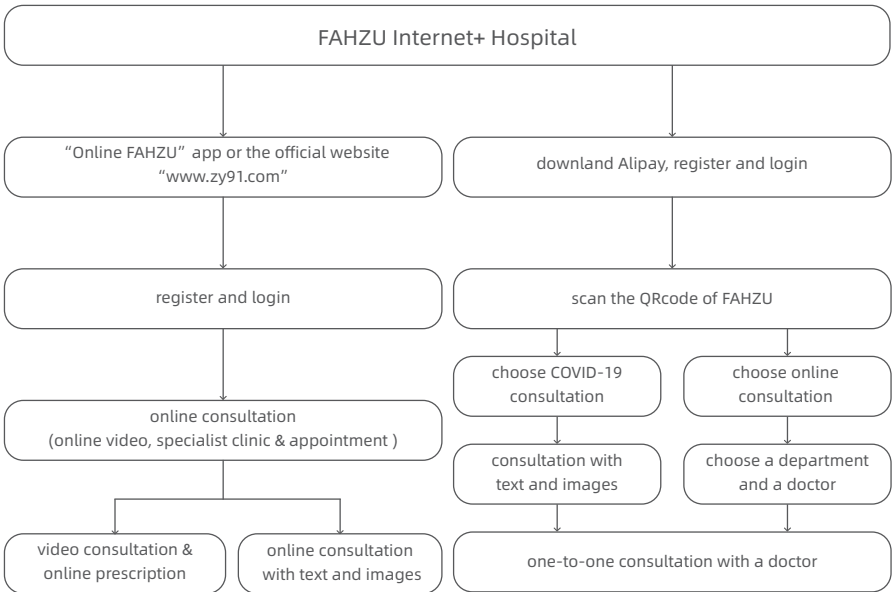 FAHZU Internet+ Hospital
“Online FAHZU” app or the official website
“www.zy91.com”
downland Alipay, register and login
register and login
scan the QRcode of FAHZU
choose COVID-19
consultation
choose online
consultation
online consultation
(online video, specialist clinic & appointment )
consultation with
text and images
choose a department
and a doctor
video consultation &
online prescription
online consultation
with text and images
one-to-one consultation with a doctor